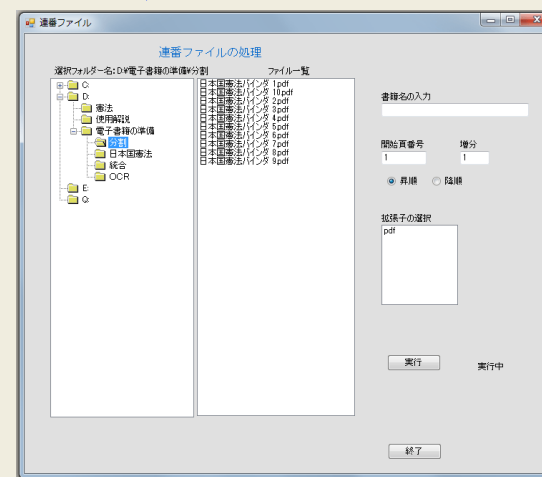 連番ファイル
連番ファイルの処理
選択フォルダー名:D:¥電子書籍の準備¥分割
ファイル一覧
C:
D:
憲法
使用解説
電子書籍の準備
分割
日本国憲法
統合
OCR
E:
Q:
日本国憲法バインダ 1.pdf
日本国憲法バインダ 10.pdf
日本国憲法バインダ 2.pdf
日本国憲法バインダ 3.pdf
日本国憲法バインダ 4.pdf
日本国憲法バインダ 5.pdf
日本国憲法バインダ 6.pdf
日本国憲法バインダ 7.pdf
日本国憲法バインダ 8.pdf
日本国憲法バインダ 9.pdf
書籍名の入力
開始頁番号 増分
1 1
昇順 降順
拡張子の選択
pdf
実行 実行中
終了